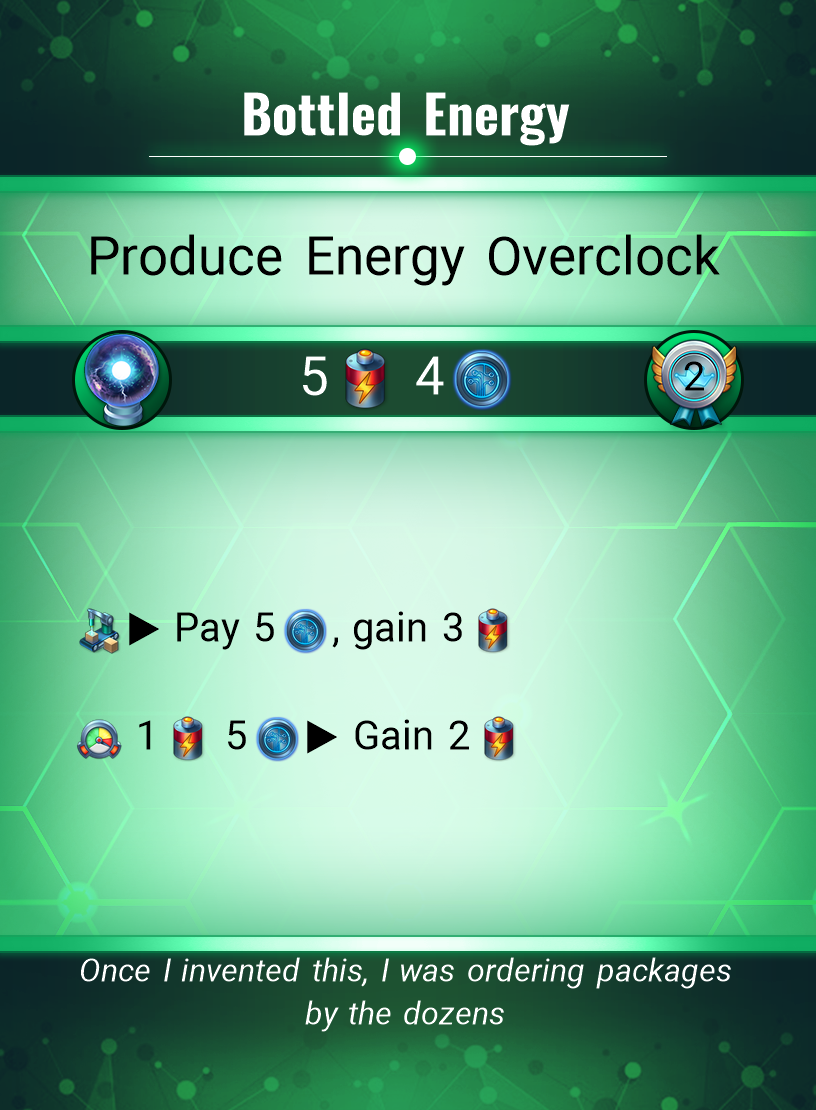 Bottled Energy
Produce Energy Overclock
5 4 2
Pay 5 , gain 3
1 5 Gain 2
Once I invented this, I was ordering packages
by the dozens